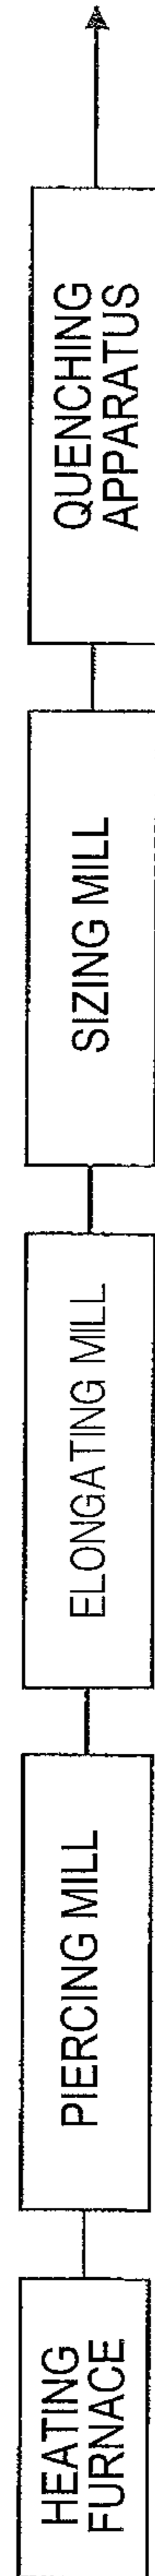 HEATING
FURNACE
PIERCING MILL
ELONGATING MILL
SIZING MILL
QUENCHING
APPARATUS